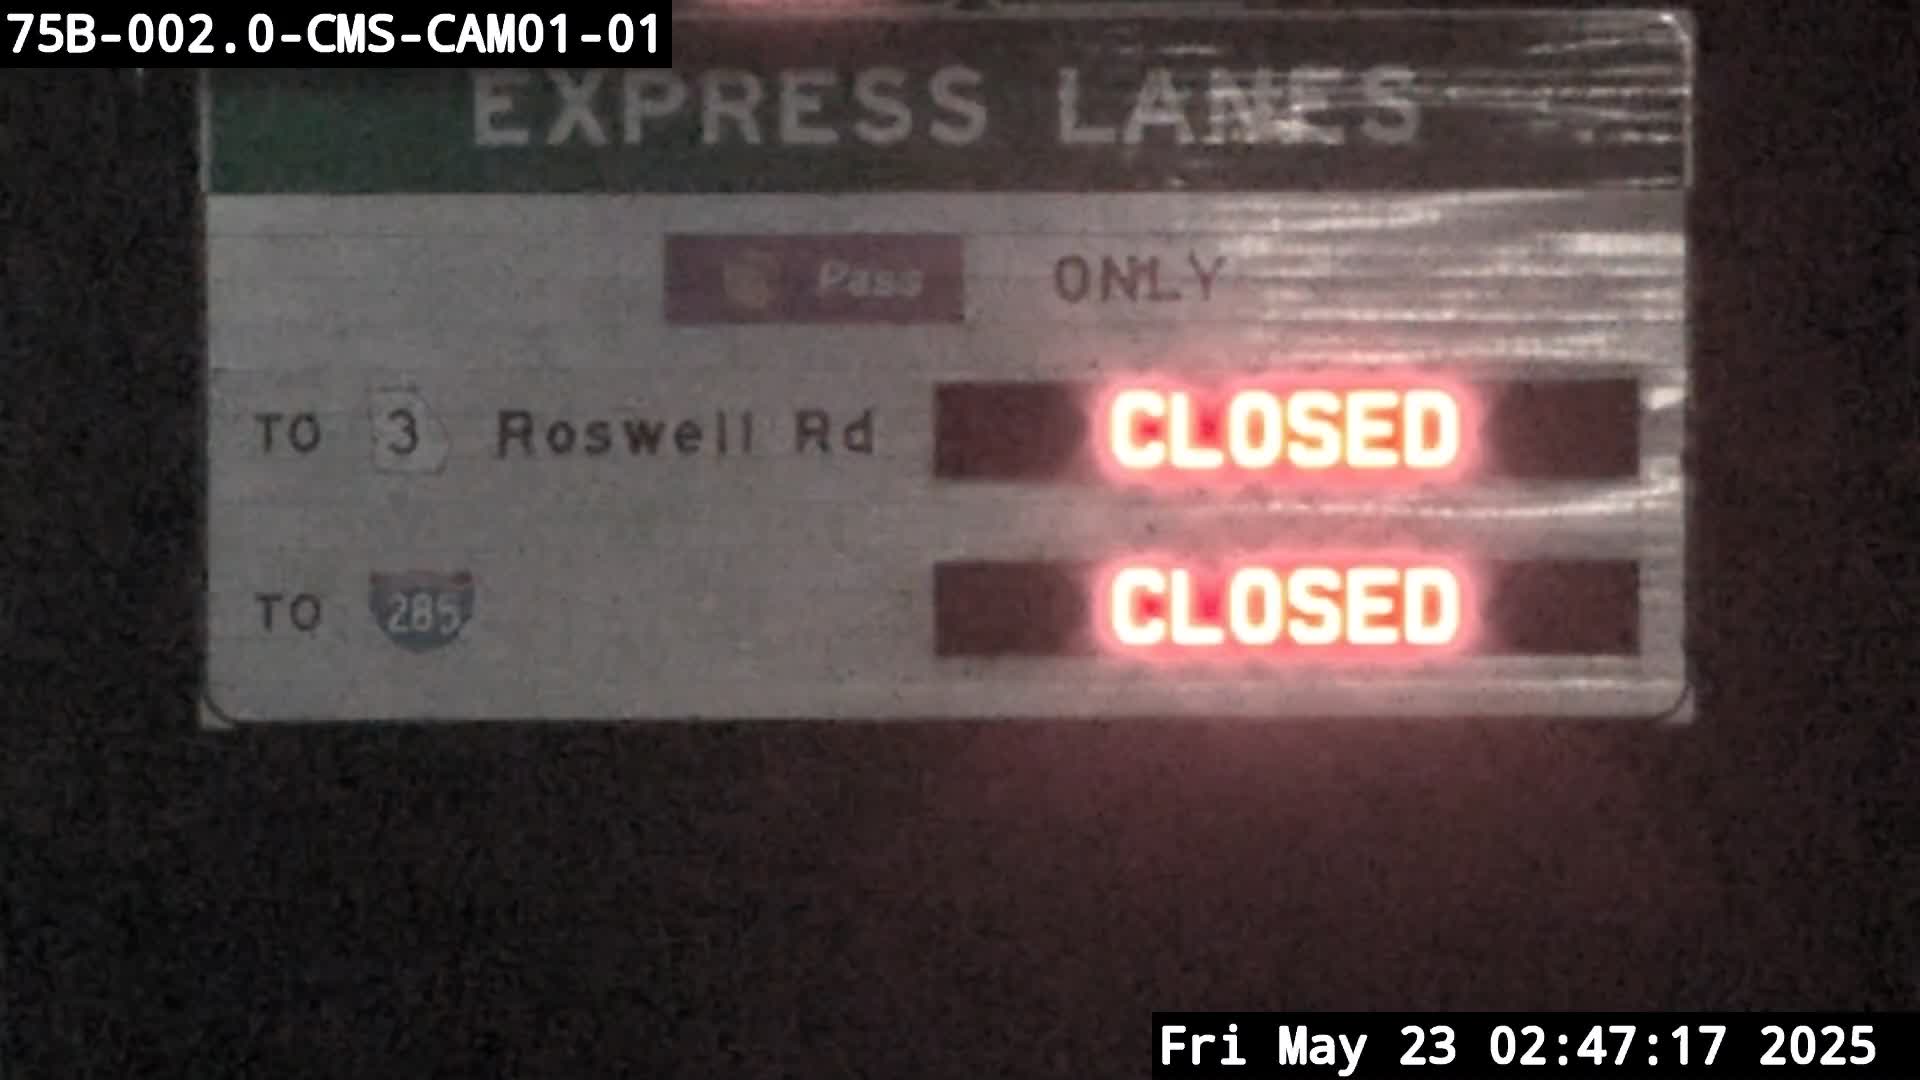 75B-002.0-CMS-CAM01-01
EXPRESS LANES
Pass ONLY
TO 3 Roswell Rd CLOSED
TO 285 CLOSED
Fri May 23 02:47:17 2025